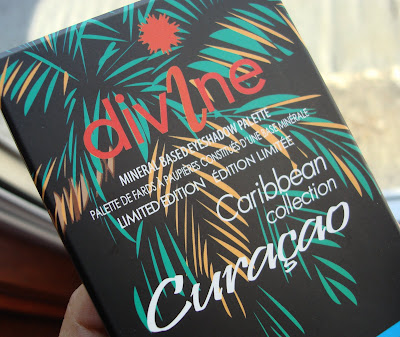 divine
MINERAL BASED EYESHADOW PALETTE
PALETTE DE FARDS À PAUPIÈRES CONSTITUÉS D'UNE BASE MINÉRALE
LIMITED EDITION   ÉDITION LIMITÉE
Caribbean
collection
Curaçao